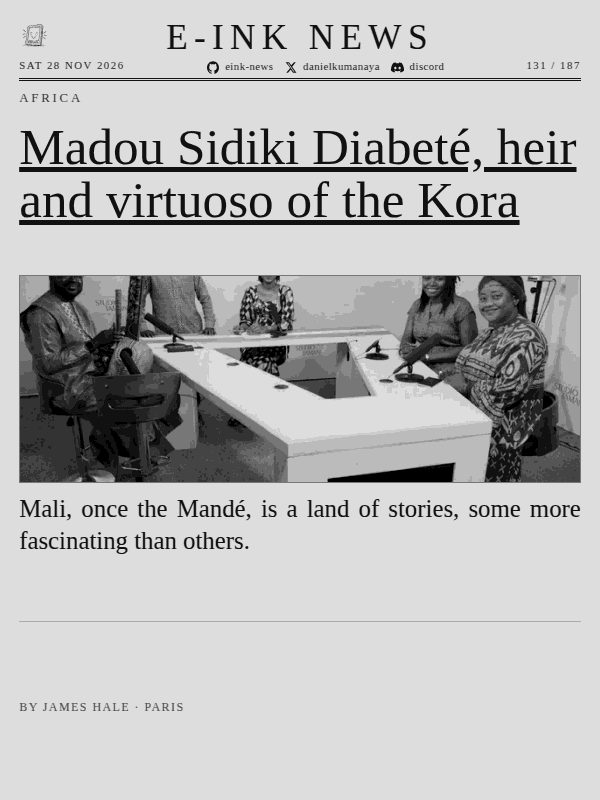 E-INK NEWS
SAT 28 NOV 2026
eink-news
danielkumanaya
discord
131 / 187
AFRICA
Madou Sidiki Diabeté, heir
and virtuoso of the Kora
Mali, once the Mandé, is a land of stories, some more
fascinating than others.
BY JAMES HALE · PARIS